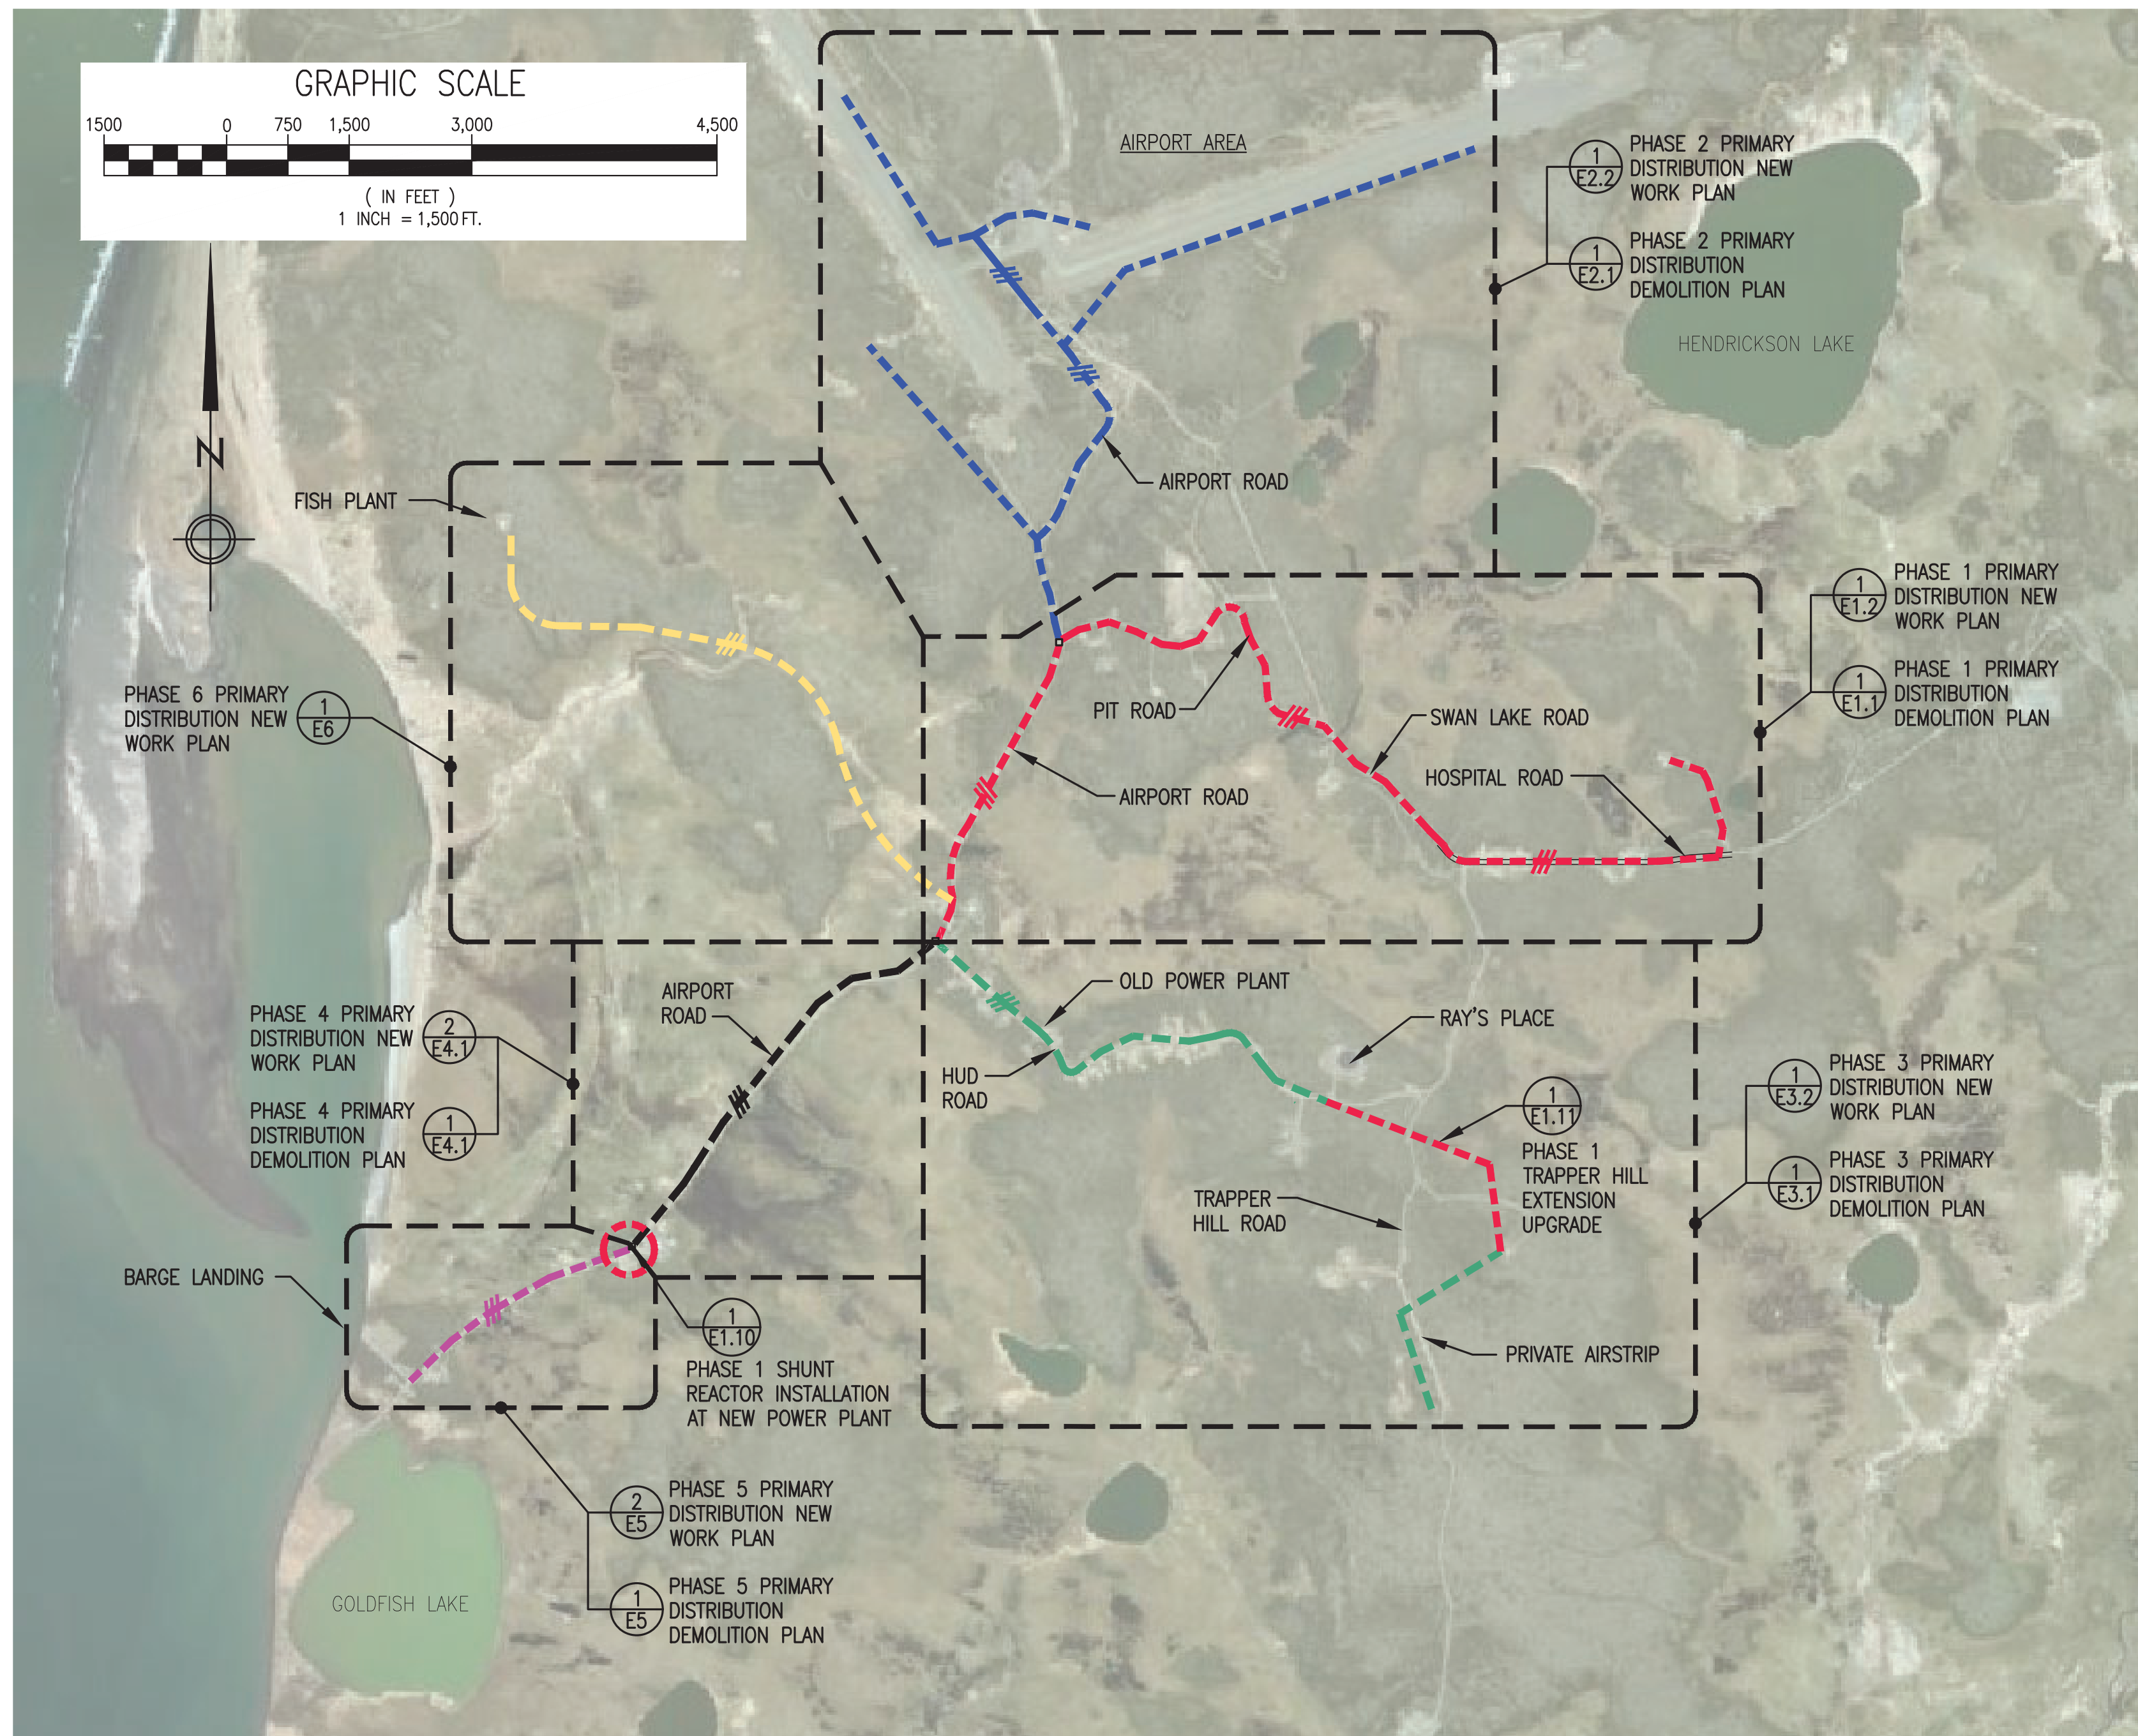 GRAPHIC SCALE
1500 0 750 1,500 3,000 4,500
( IN FEET )
1 INCH = 1,500 FT.
AIRPORT AREA
1
E2.2
PHASE 2 PRIMARY
DISTRIBUTION NEW
WORK PLAN
1
E2.1
PHASE 2 PRIMARY
DISTRIBUTION
DEMOLITION PLAN
HENDRICKSON LAKE
N
FISH PLANT
AIRPORT ROAD
1
E1.2
PHASE 1 PRIMARY
DISTRIBUTION NEW
WORK PLAN
1
E1.1
PHASE 1 PRIMARY
DISTRIBUTION
DEMOLITION PLAN
PHASE 6 PRIMARY
DISTRIBUTION NEW
WORK PLAN
1
E6
PIT ROAD
SWAN LAKE ROAD
HOSPITAL ROAD
AIRPORT ROAD
AIRPORT
ROAD
OLD POWER PLANT
RAY'S PLACE
PHASE 4 PRIMARY
DISTRIBUTION NEW
WORK PLAN
2
E4.1
PHASE 4 PRIMARY
DISTRIBUTION
DEMOLITION PLAN
1
E4.1
HUD
ROAD
1
E1.11
PHASE 1
TRAPPER HILL
EXTENSION
UPGRADE
1
E3.2
PHASE 3 PRIMARY
DISTRIBUTION NEW
WORK PLAN
1
E3.1
PHASE 3 PRIMARY
DISTRIBUTION
DEMOLITION PLAN
TRAPPER
HILL ROAD
BARGE LANDING
1
E1.10
PHASE 1 SHUNT
REACTOR INSTALLATION
AT NEW POWER PLANT
PRIVATE AIRSTRIP
2
E5
PHASE 5 PRIMARY
DISTRIBUTION NEW
WORK PLAN
1
E5
PHASE 5 PRIMARY
DISTRIBUTION
DEMOLITION PLAN
GOLDFISH LAKE